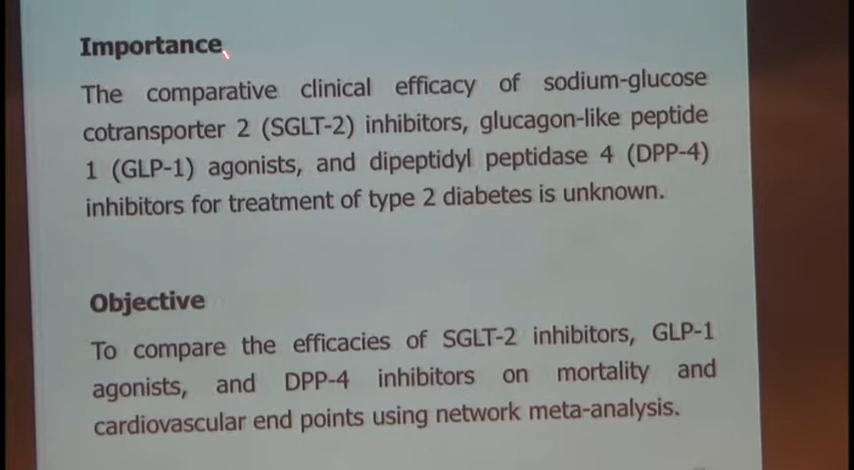 Importance
The comparative clinical efficacy of sodium-glucose
cotransporter 2 (SGLT-2) inhibitors, glucagon-like peptide
1 (GLP-1) agonists, and dipeptidyl peptidase 4 (DPP-4)
inhibitors for treatment of type 2 diabetes is unknown.
Objective
To compare the efficacies of SGLT-2 inhibitors, GLP-1
agonists, and DPP-4 inhibitors on mortality and
cardiovascular end points using network meta-analysis.